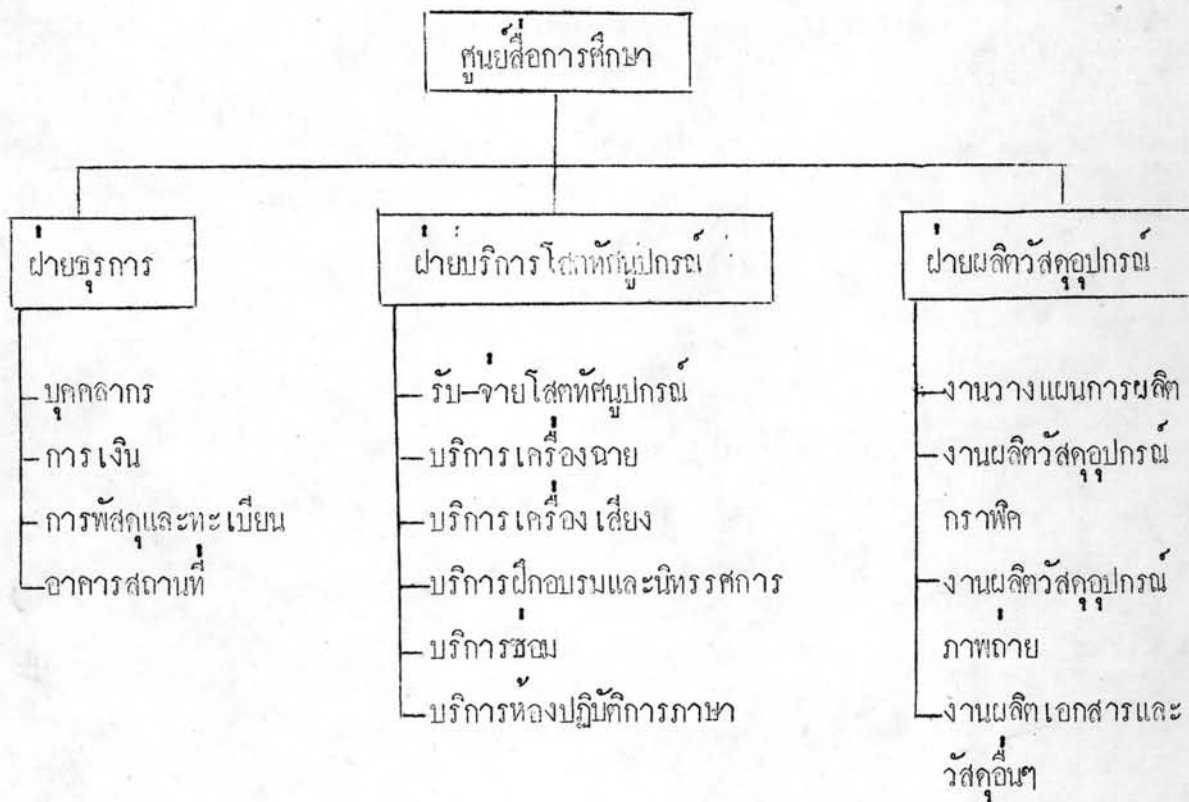 ศูนย์สื่อการศึกษา
ฝ่ายธุรการ
บุคคลากร
การเงิน
การพัสดุและทะเบียน
อาคารสถานที่
ฝ่ายบริการโสตทัศนูปกรณ์
รับ-จ่ายโสตทัศนูปกรณ์
บริการเครื่องฉาย
บริการเครื่องเสียง
บริการฝึกอบรมและนิทรรศการ
บริการซ่อม
บริการห้องปฏิบัติการภาษา
ฝ่ายผลิตวัสดุอุปกรณ์
งานวางแผนการผลิต
งานผลิตวัสดุอุปกรณ์
กราฟิค
งานผลิตวัสดุอุปกรณ์
ภาพถ่าย
งานผลิตเอกสารและ
วัสดุอื่นๆ